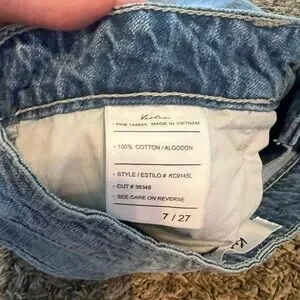 MADE IN VIETNAM
- 100% COTTON / ALGODON
- STYLE / ESTILO # KC9145L
- CUT # 38348
- SEE CARE ON REVERSE
7 / 27